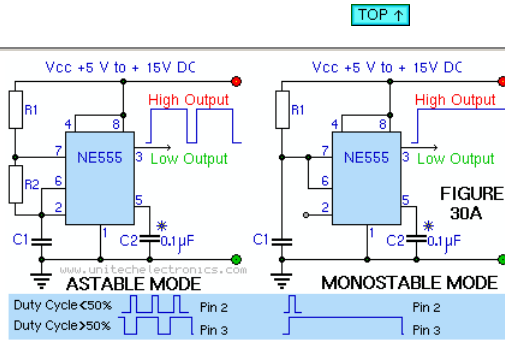 TOP ↑
Vcc +5 V to + 15V DC
R1
High Output
4 8
7 NE555 3 Low Output
R2
6
2 5
1
C1
C2 * 0.1µF
www.unitechelectronics.com
ASTABLE MODE
Vcc +5 V to + 15V DC
R1
High Output
4 8
7 NE555 3 Low Output
6
2 5
1
FIGURE
30A
C1
C2 * 0.1µF
MONOSTABLE MODE
Duty Cycle<50% Pin 2 Pin 2
Duty Cycle>50% Pin 3 Pin 3